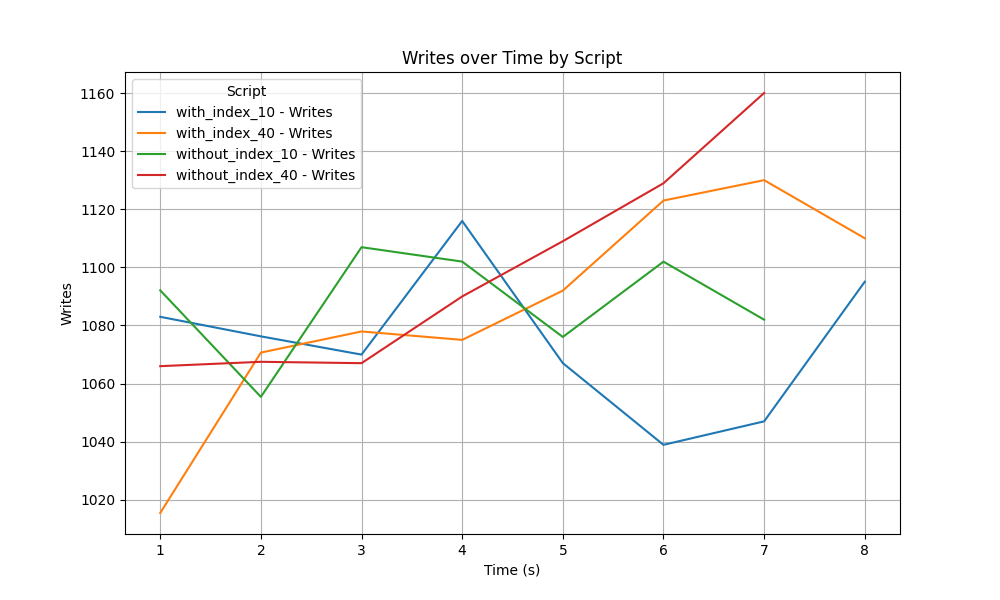 Writes over Time by Script
Script
with_index_10 - Writes
with_index_40 - Writes
without_index_10 - Writes
without_index_40 - Writes
Writes
1160
1140
1120
1100
1080
1060
1040
1020
1 2 3 4 5 6 7 8
Time (s)